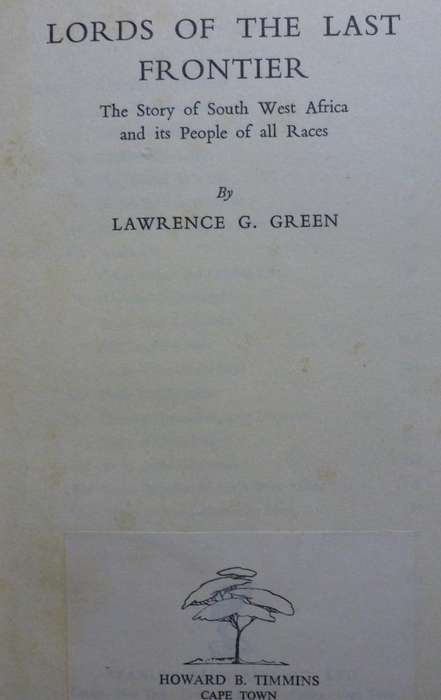 LORDS OF THE LAST
FRONTIER
The Story of South West Africa
and its People of all Races
By
LAWRENCE G. GREEN
HOWARD B. TIMMINS
CAPE TOWN